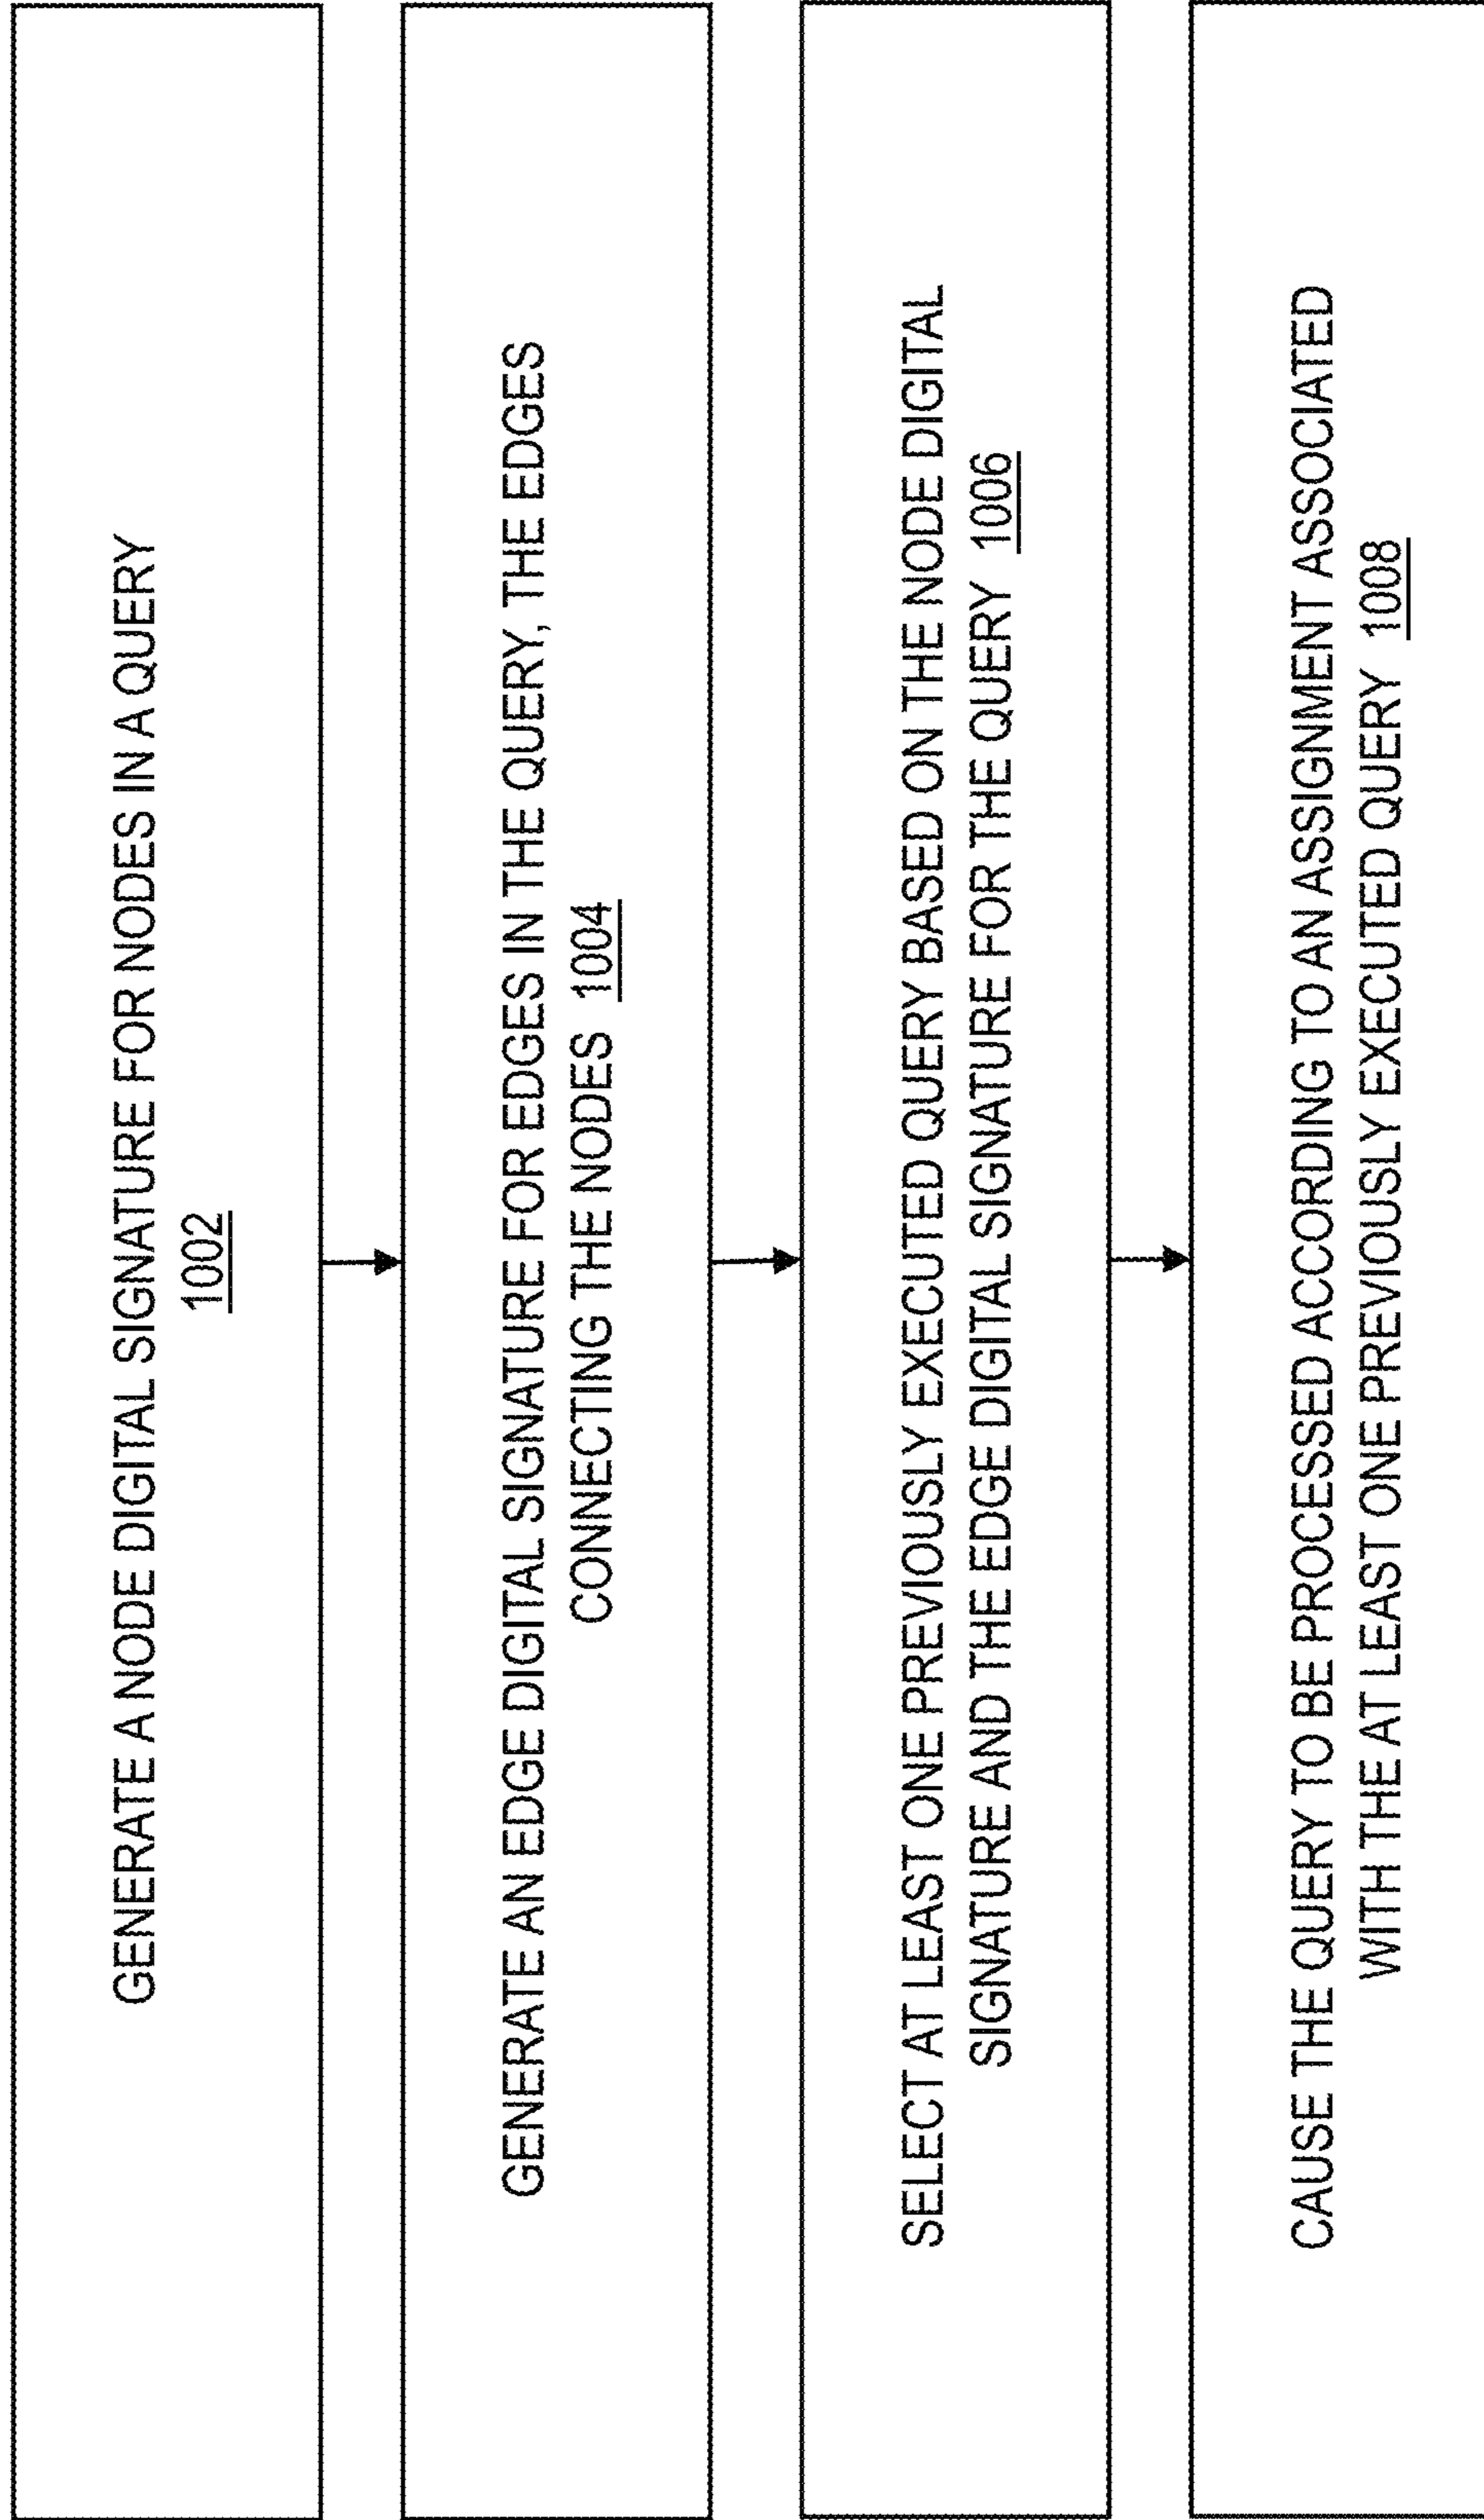 GENERATE A NODE DIGITAL SIGNATURE FOR NODES IN A QUERY
1002
GENERATE AN EDGE DIGITAL SIGNATURE FOR EDGES IN THE QUERY, THE EDGES
CONNECTING THE NODES 1004
SELECT AT LEAST ONE PREVIOUSLY EXECUTED QUERY BASED ON THE NODE DIGITAL
SIGNATURE AND THE EDGE DIGITAL SIGNATURE FOR THE QUERY 1006
CAUSE THE QUERY TO BE PROCESSED ACCORDING TO AN ASSIGNMENT ASSOCIATED
WITH THE AT LEAST ONE PREVIOUSLY EXECUTED QUERY 1008